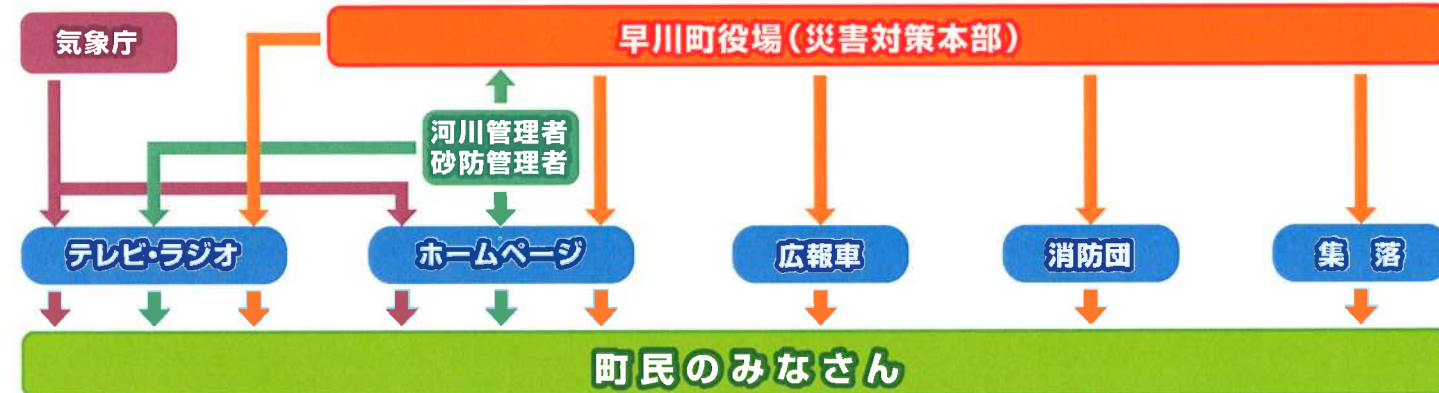 気象庁
早川町役場(災害対策本部)
河川管理者
砂防管理者
テレビ・ラジオ
ホームページ
広報車
消防団
集　落
町民のみなさん